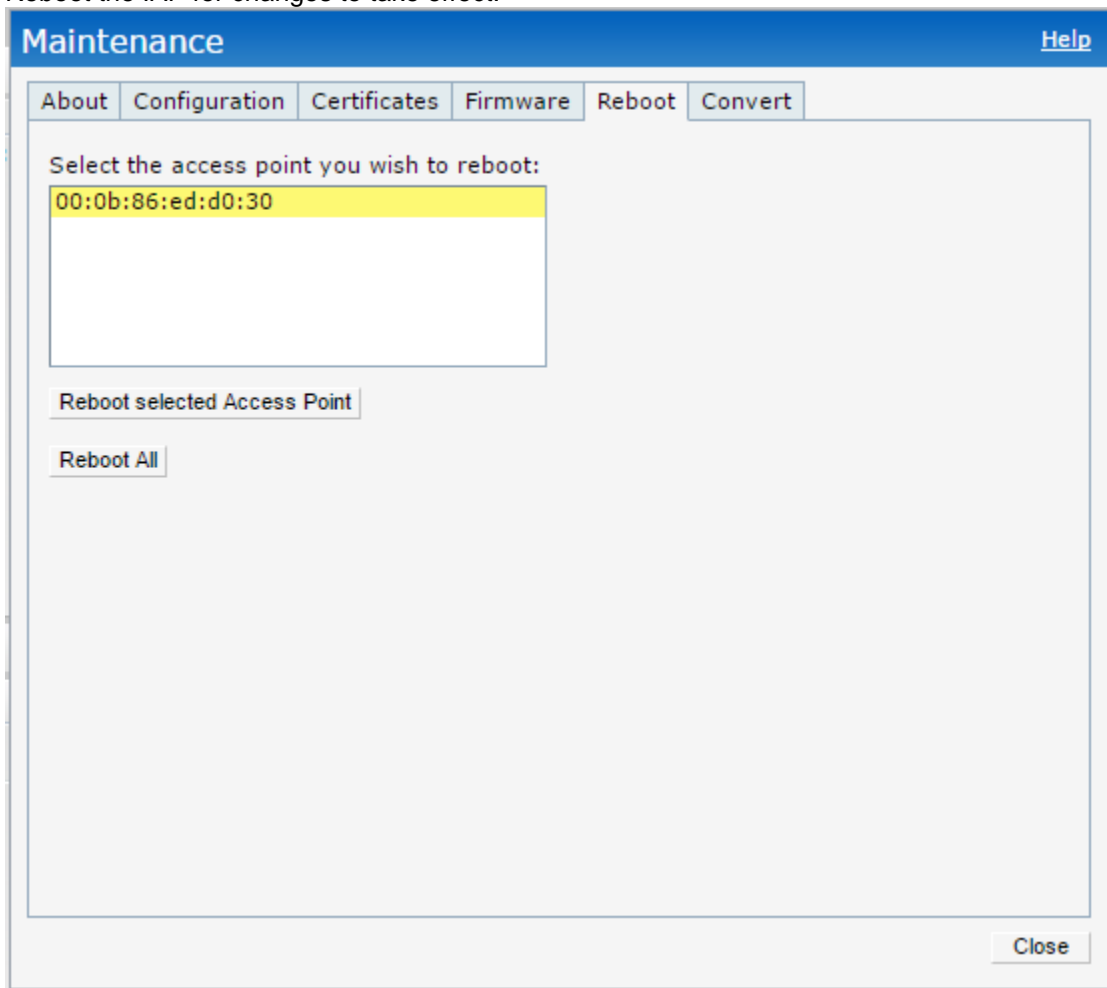 Maintenance Help
About Configuration Certificates Firmware Reboot Convert
Select the access point you wish to reboot:
00:0b:86:ed:d0:30
Reboot selected Access Point
Reboot All
Close